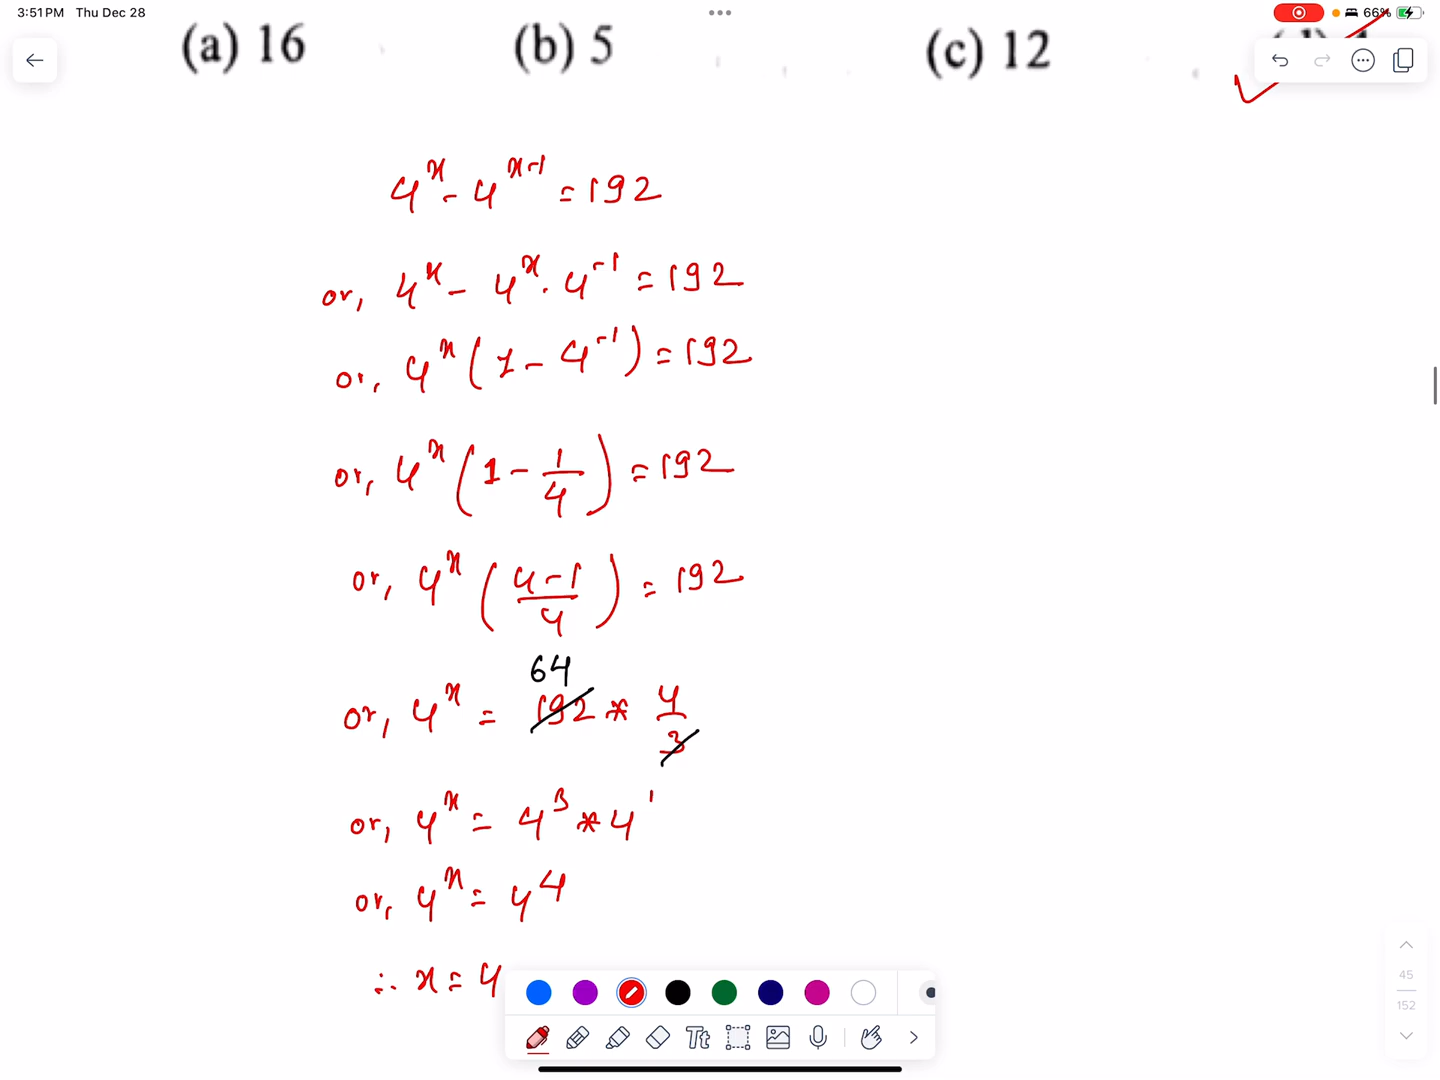 3:51 PM Thu Dec 28
66%
(a) 16 (b) 5 (c) 12
4^x - 4^(x-1) = 192
or, 4^x - 4^x . 4^-1 = 192
or, 4^x (1 - 4^-1) = 192
or, 4^x (1 - 1/4) = 192
or, 4^x ((4-1)/4) = 192
64
or, 4^x = 192 * 4/3
or, 4^x = 4^3 * 4^1
or, 4^x = 4^4
∴ x = 4
45
152
Tt